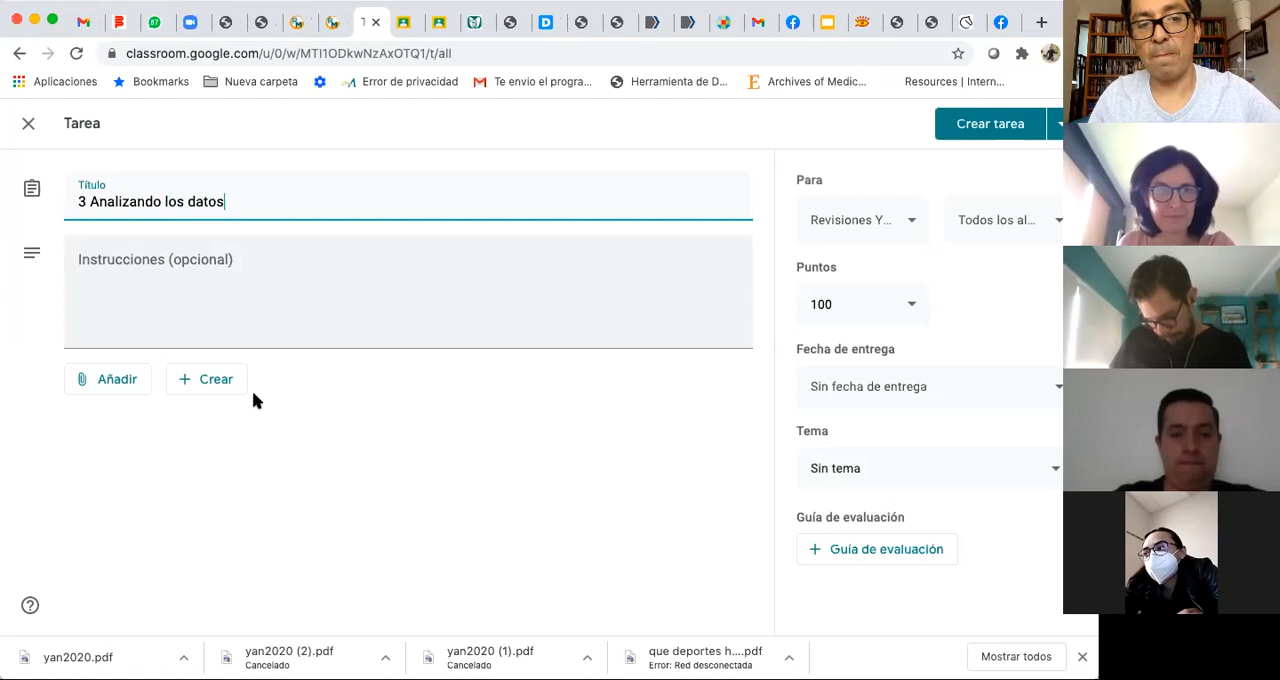 T
87
classroom.google.com/u/0/w/MTI1ODkwNzAxOTQ1/t/all
Aplicaciones
Bookmarks
Nueva carpeta
Error de privacidad
Te envio el progra...
Herramienta de D...
Archives of Medic...
Resources | Intern...
Tarea
Crear tarea
Título
3 Analizando los datos
Instrucciones (opcional)
Añadir
Crear
Para
Revisiones Y...
Todos los al...
Puntos
100
Fecha de entrega
Sin fecha de entrega
Tema
Sin tema
Guía de evaluación
Guía de evaluación
yan2020.pdf
yan2020 (2).pdf
Cancelado
yan2020 (1).pdf
Cancelado
que deportes h....pdf
Error: Red desconectada
Mostrar todos